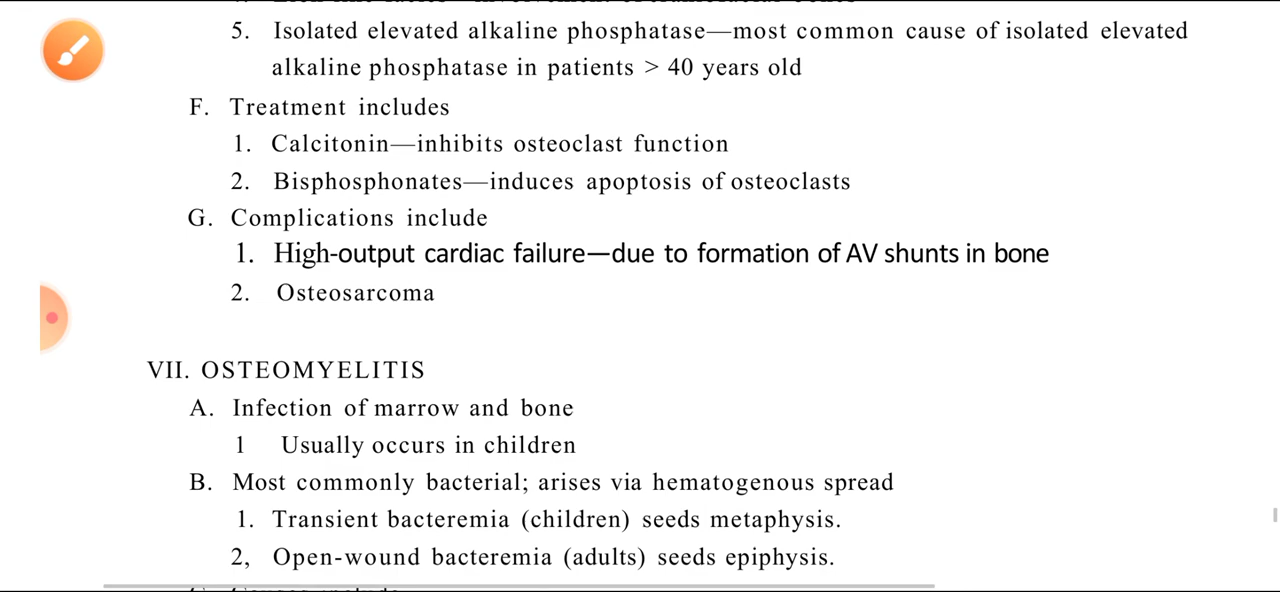 5. Isolated elevated alkaline phosphatase—most common cause of isolated elevated
alkaline phosphatase in patients > 40 years old
F. Treatment includes
1. Calcitonin—inhibits osteoclast function
2. Bisphosphonates—induces apoptosis of osteoclasts
G. Complications include
1. High-output cardiac failure—due to formation of AV shunts in bone
2. Osteosarcoma
VII. OSTEOMYELITIS
A. Infection of marrow and bone
1 Usually occurs in children
B. Most commonly bacterial; arises via hematogenous spread
1. Transient bacteremia (children) seeds metaphysis.
2, Open-wound bacteremia (adults) seeds epiphysis.